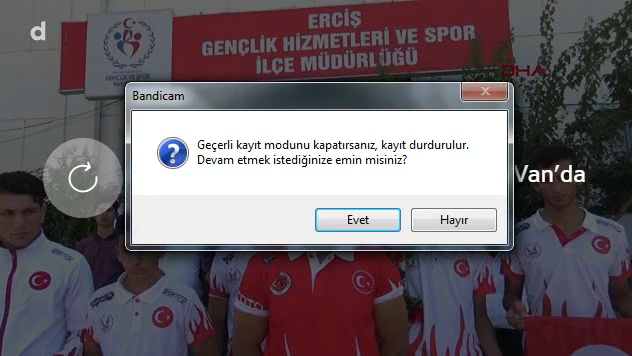 d
ERCİŞ
GENÇLİK HİZMETLERİ VE SPOR
İLÇE MÜDÜRLÜĞÜ
DHA
Bandicam
Geçerli kayıt modunu kapatırsanız, kayıt durdurulur.
Devam etmek istediğinize emin misiniz?
Van’da
Evet
Hayır